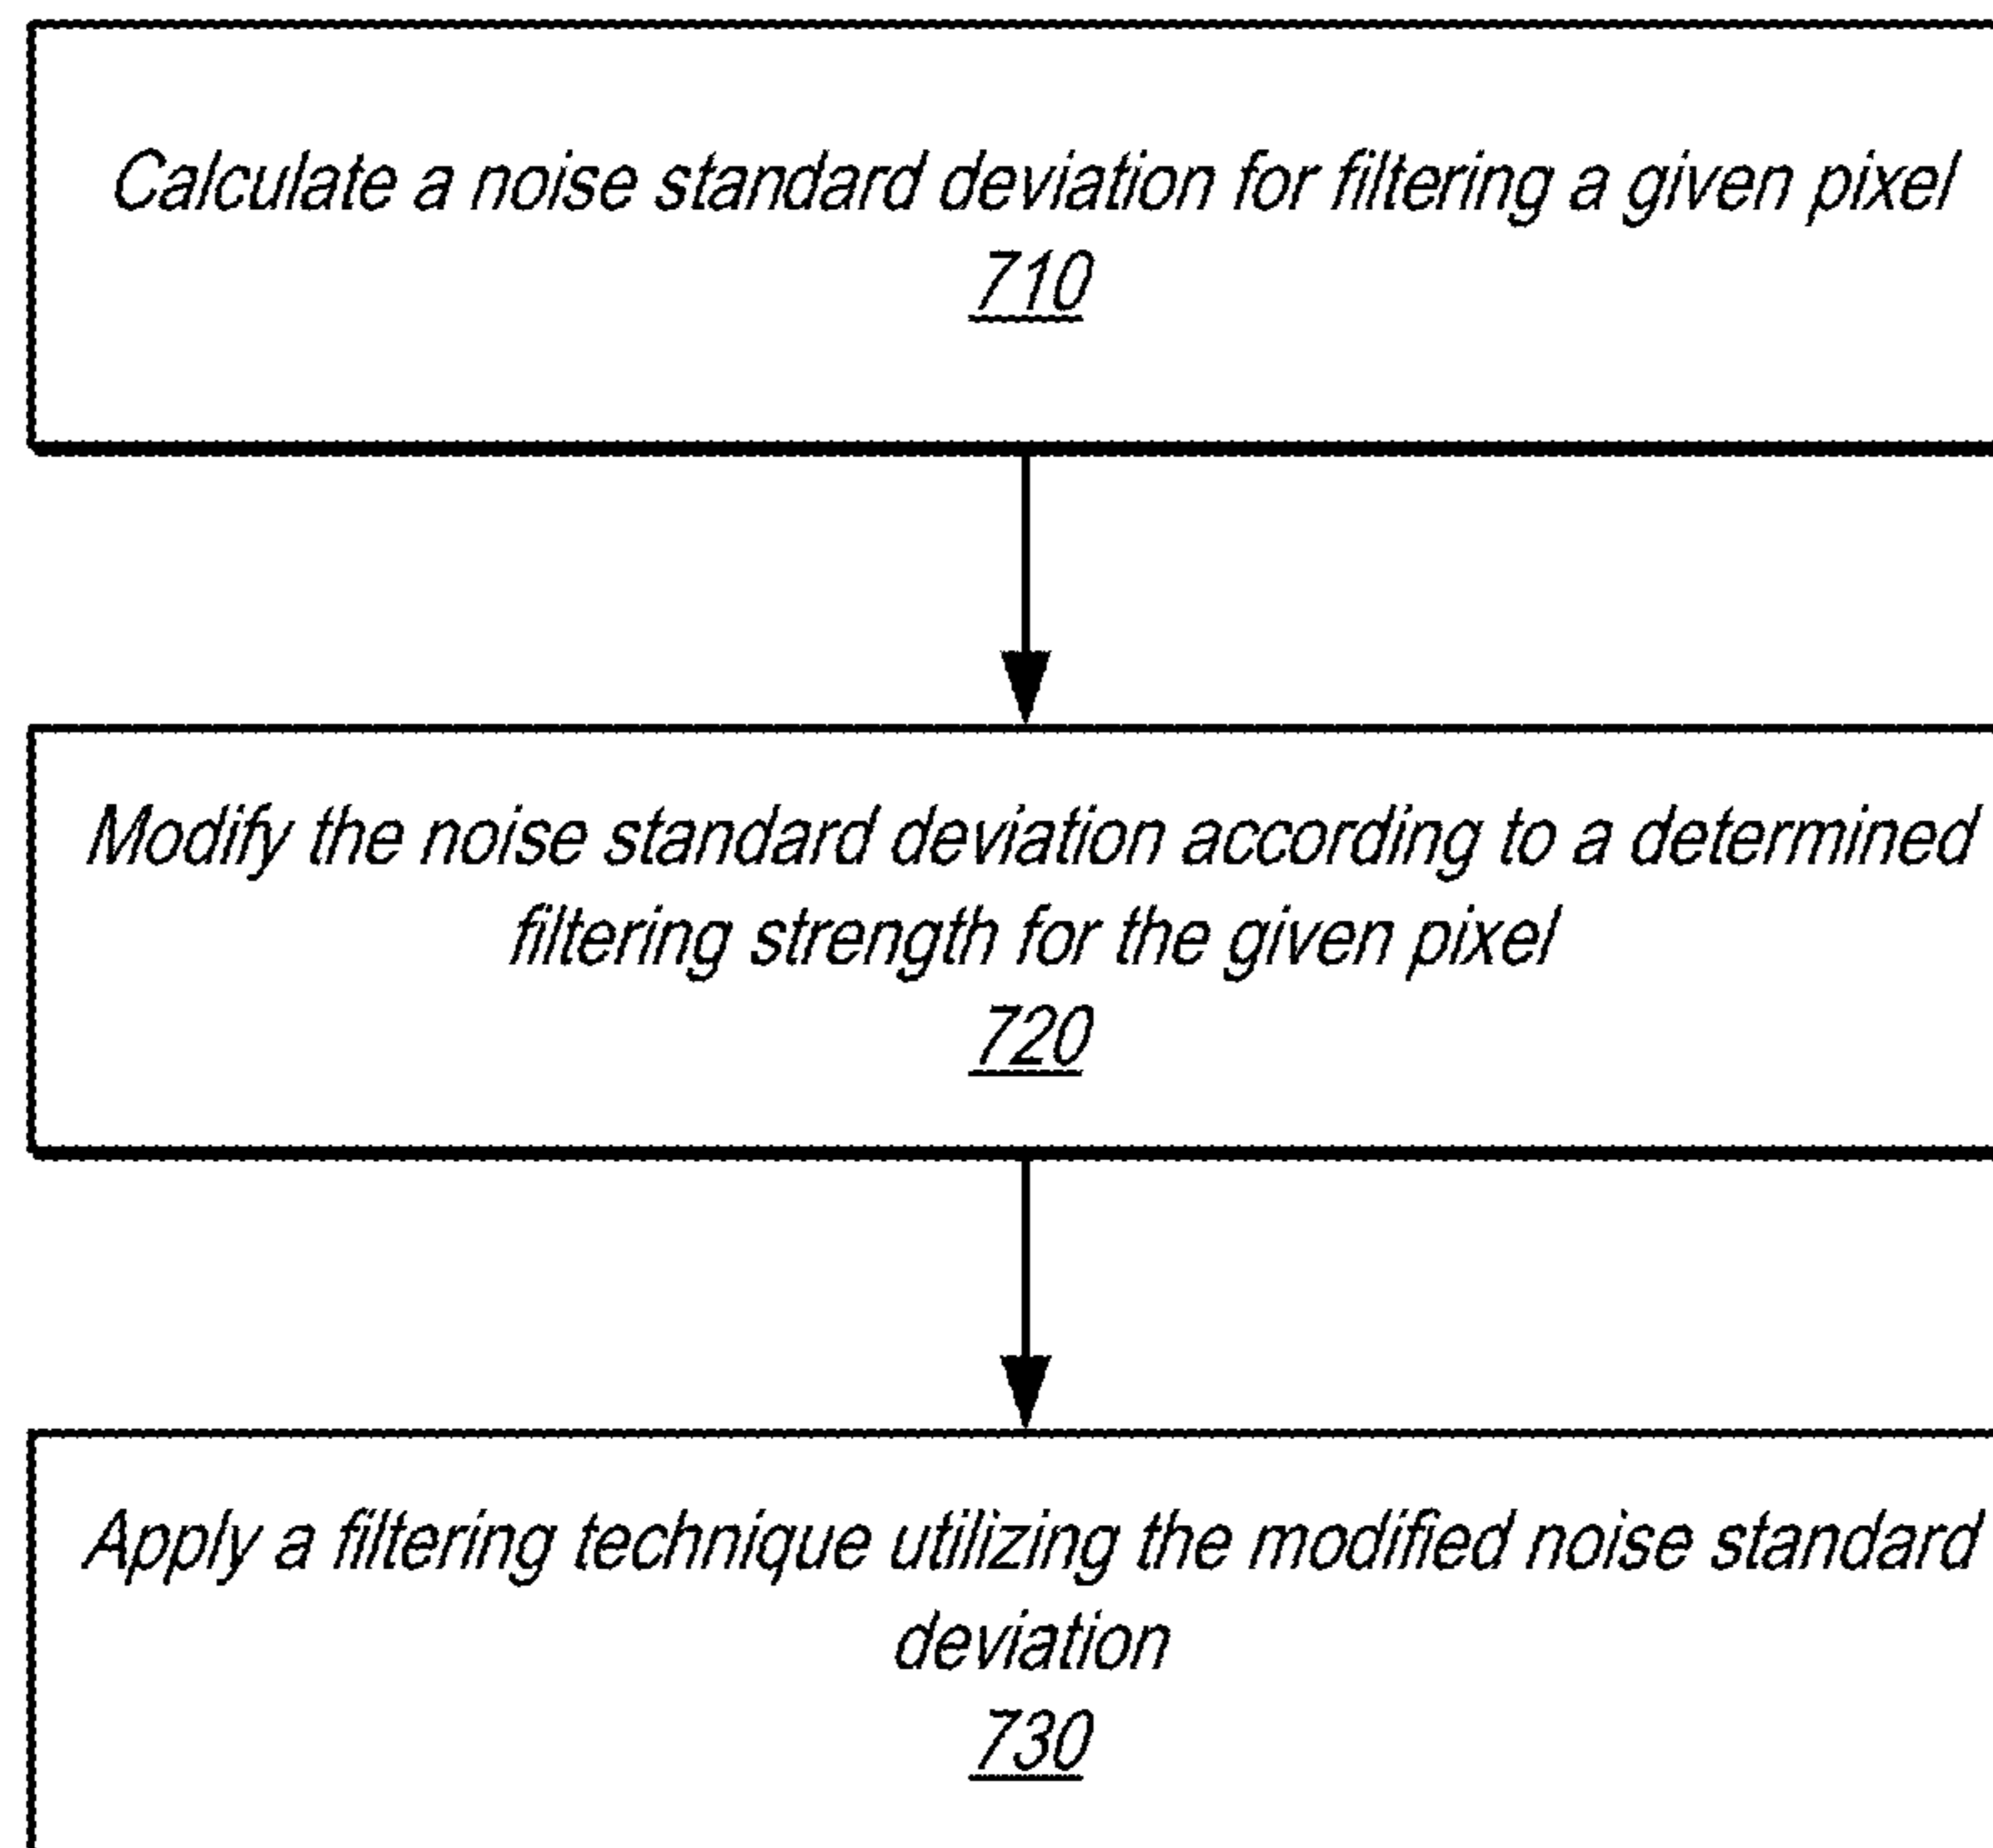 Calculate a noise standard deviation for filtering a given pixel
710
Modify the noise standard deviation according to a determined
filtering strength for the given pixel
720
Apply a filtering technique utilizing the modified noise standard
deviation
730